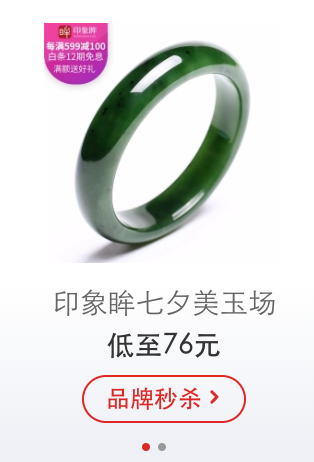 印象眸
每满599减100
白条12期免息
满额送好礼
印象眸七夕美玉场
低至76元
品牌秒杀 >